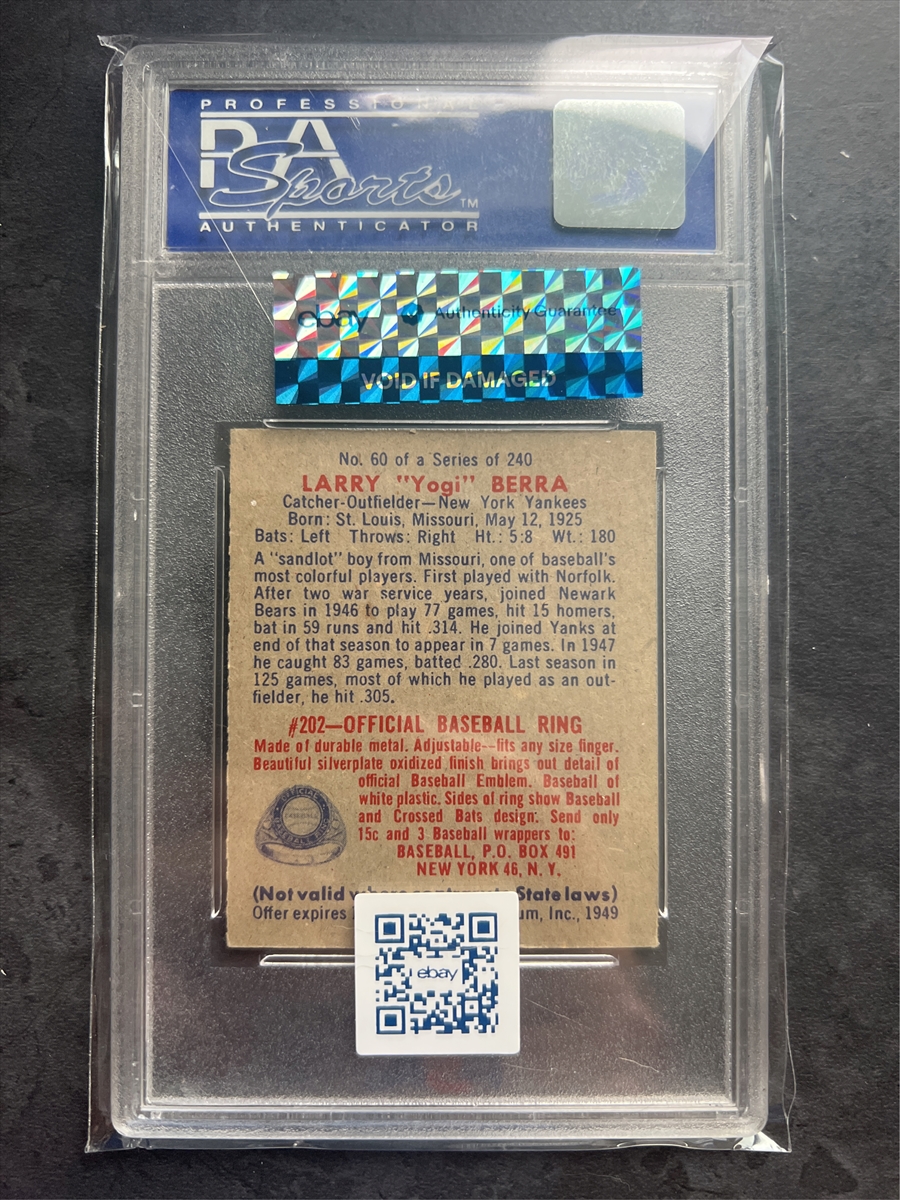 PROFESSIONAL
PSA
Sports
TM
AUTHENTICATOR
ebay Authenticity Guarantee
VOID IF DAMAGED
No. 60 of a Series of 240
LARRY "Yogi" BERRA
Catcher-Outfielder—New York Yankees
Born: St. Louis, Missouri, May 12, 1925
Bats: Left Throws: Right Ht.: 5:8 Wt.: 180
A "sandlot" boy from Missouri, one of baseball's
most colorful players. First played with Norfolk.
After two war service years, joined Newark
Bears in 1946 to play 77 games, hit 15 homers,
bat in 59 runs and hit .314. He joined Yanks at
end of that season to appear in 7 games. In 1947
he caught 83 games, batted .280. Last season in
125 games, most of which he played as an out-
fielder, he hit .305.
#202—OFFICIAL BASEBALL RING
Made of durable metal. Adjustable--fits any size finger.
Beautiful silverplate oxidized finish brings out detail of
official Baseball Emblem. Baseball of
white plastic. Sides of ring show Baseball
and Crossed Bats design. Send only
15c and 3 Baseball wrappers to:
BASEBALL, P.O. BOX 491
NEW YORK 46, N. Y.
OFFICIAL
BASEBALL
(Not valid State laws)
Offer expires um, Inc., 1949
ebay